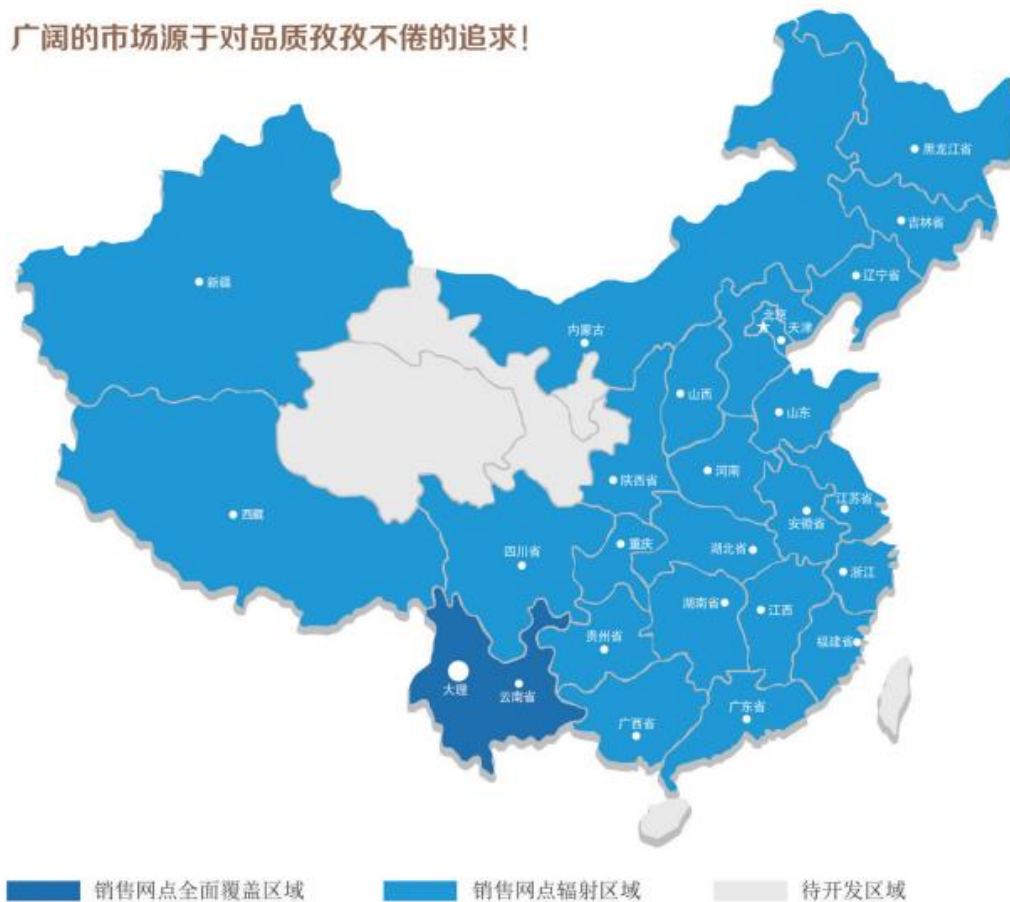 广阔的市场源于对品质孜孜不倦的追求！
黑龙江省
吉林省
辽宁省
新疆
北京
天津
内蒙古
山西
山东
河南
陕西省
江苏省
安徽省
西藏
四川省
重庆
湖北省
浙江
湖南省
江西
贵州省
福建省
大理
云南省
广东省
广西省
销售网点全面覆盖区域
销售网点辐射区域
待开发区域